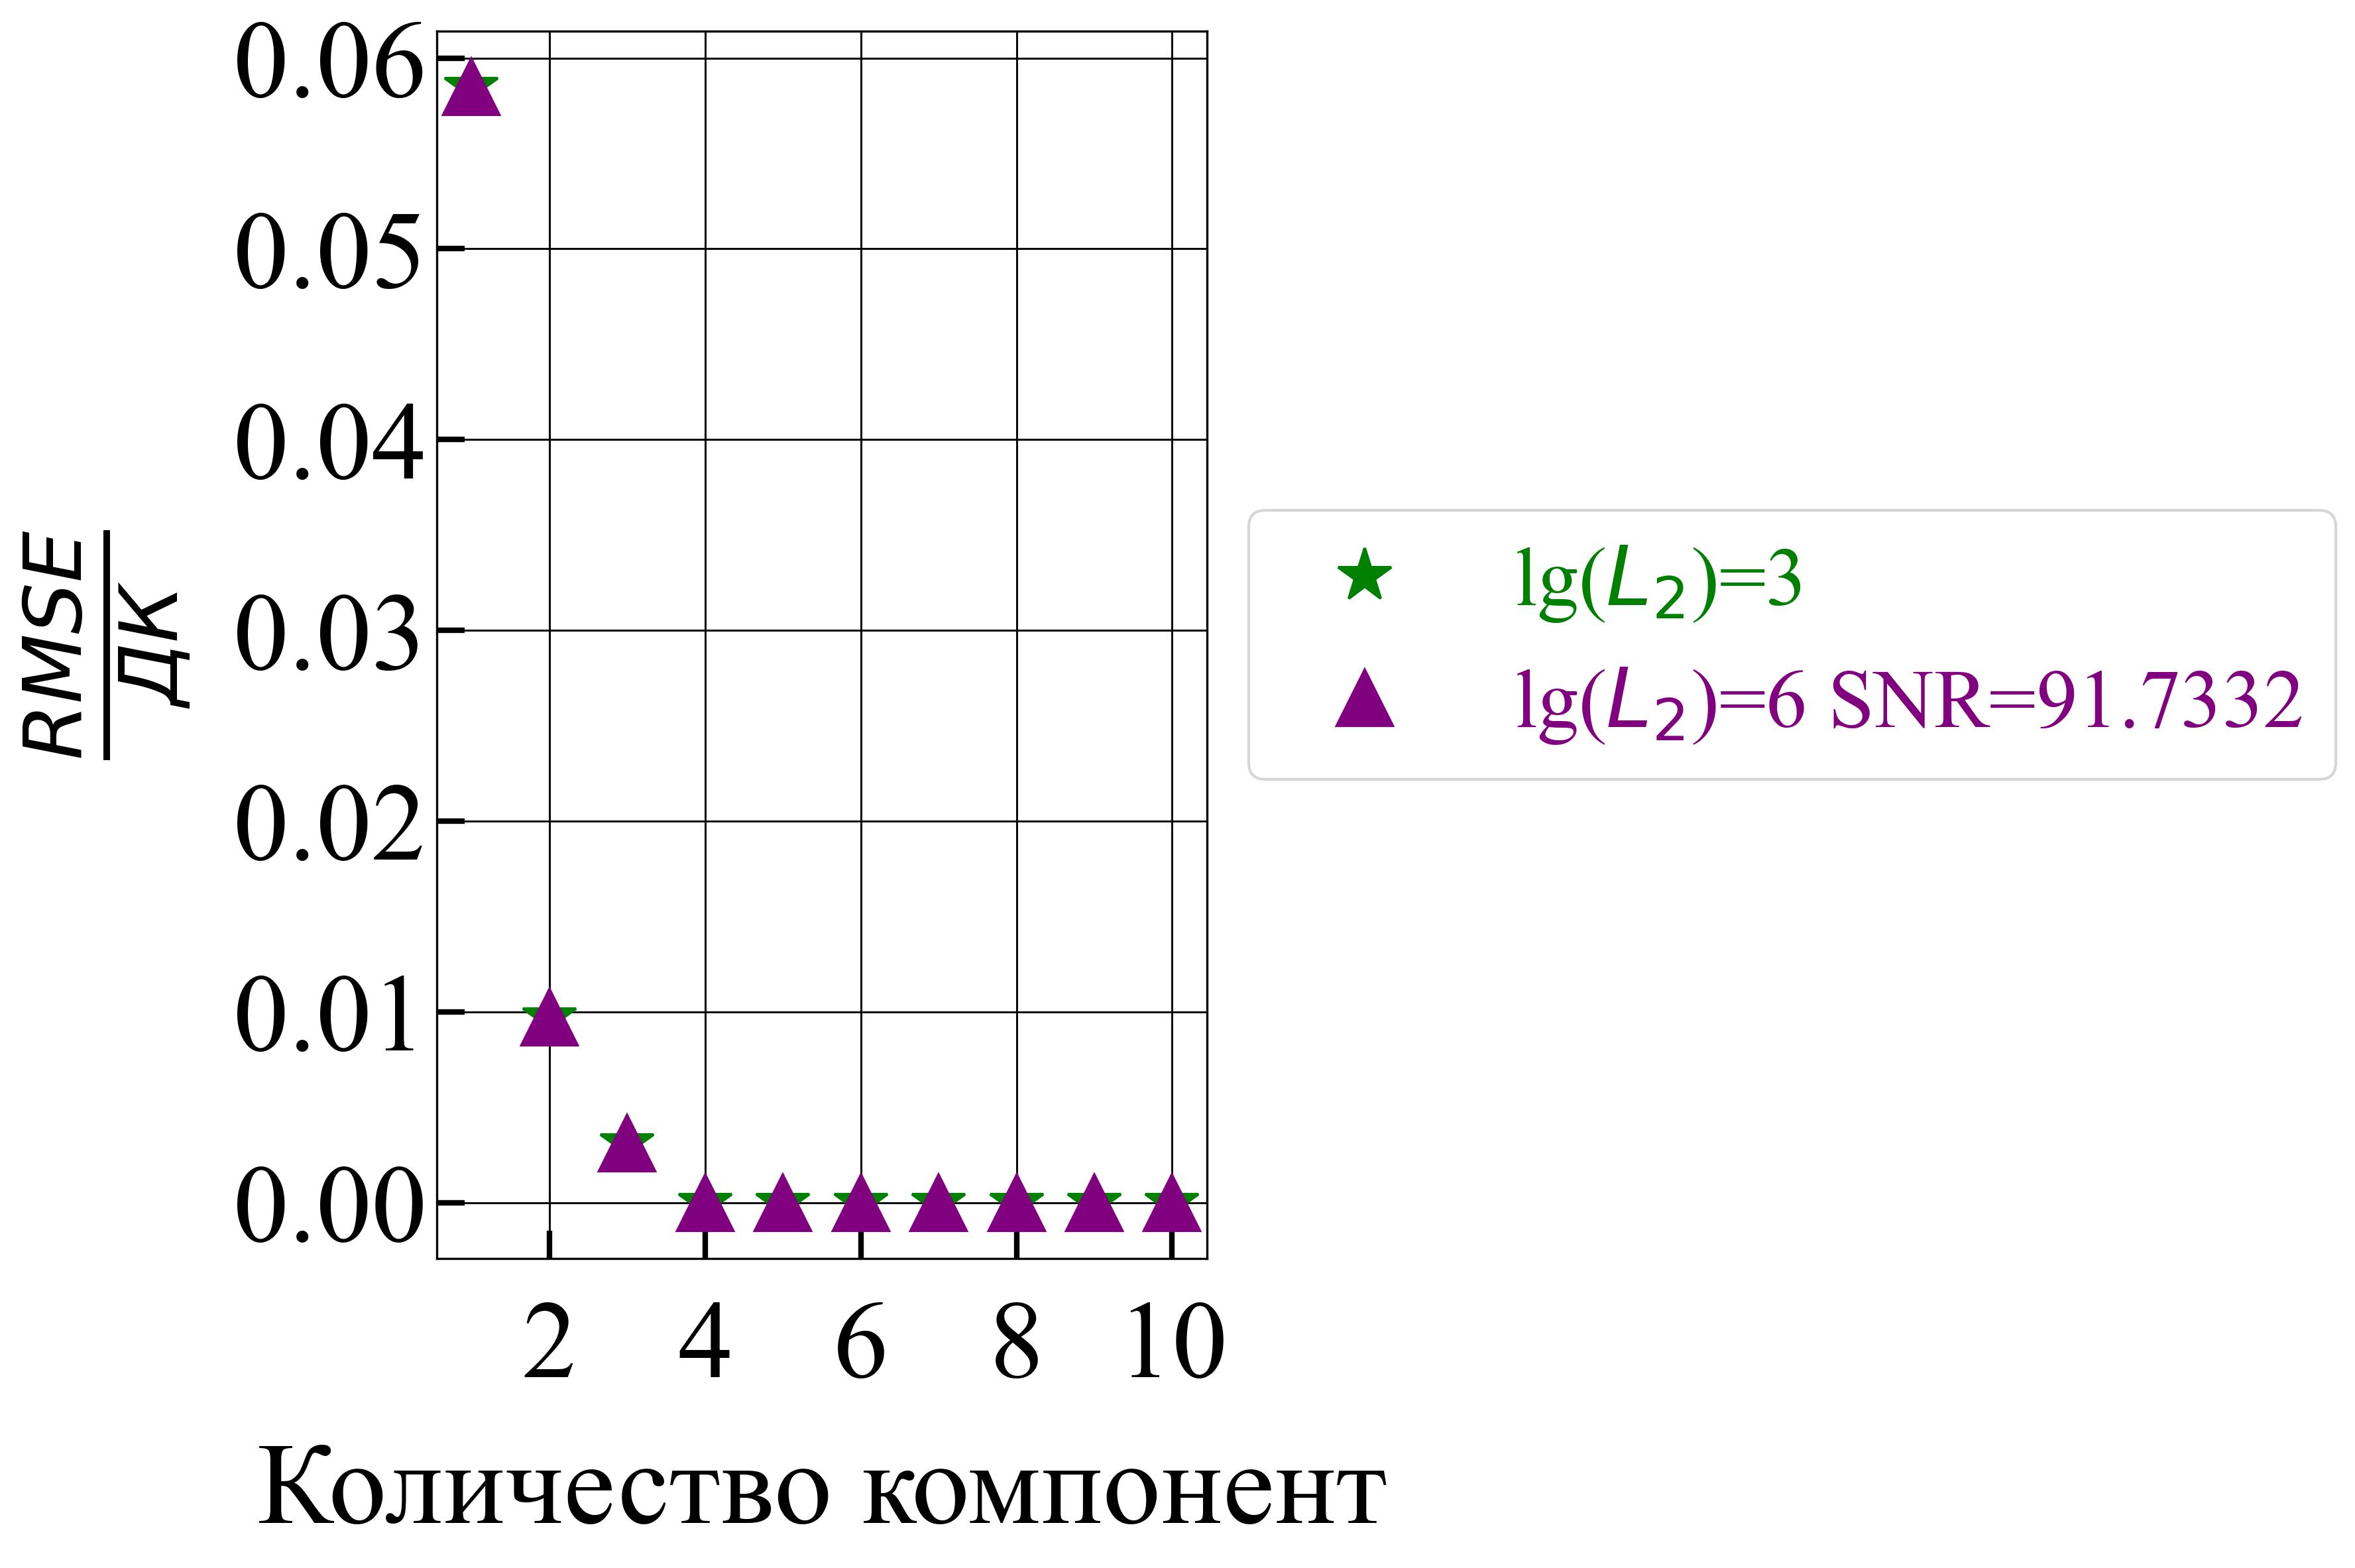 0.06
0.05
0.04
0.03
0.02
0.01
0.00
RMSE
ДК
2 4 6 8 10
Количество компонент
lg(L₂)=3
lg(L₂)=6 SNR=91.7332